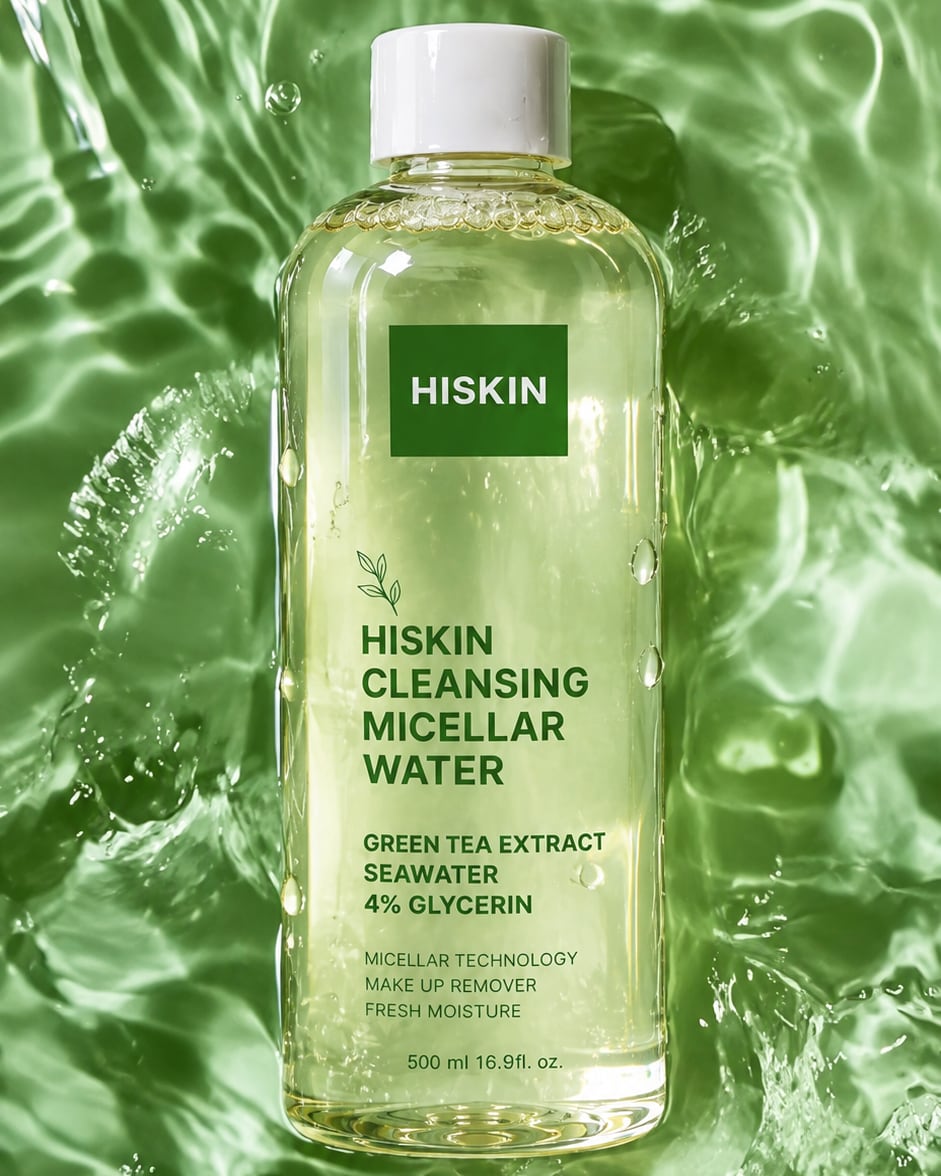 HISKIN
HISKIN
CLEANSING
MICELLAR
WATER
GREEN TEA EXTRACT
SEAWATER
4% GLYCERIN
MICELLAR TECHNOLOGY
MAKE UP REMOVER
FRESH MOISTURE
500 ml 16.9fl. oz.